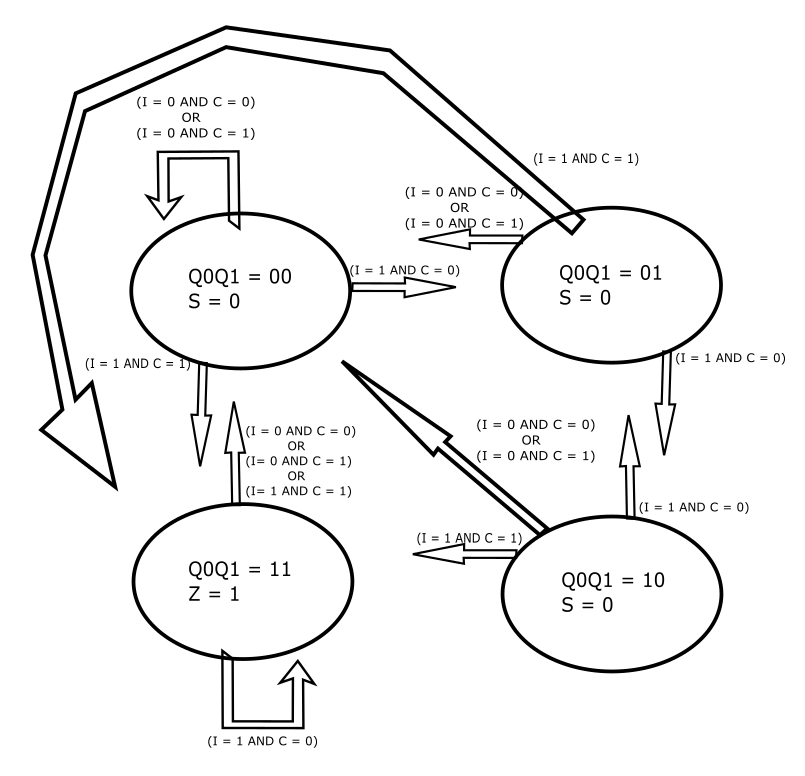 (I = 0 AND C = 0)
OR
(I = 0 AND C = 1)
(I = 1 AND C = 1)
(I = 0 AND C = 0)
OR
(I = 0 AND C = 1)
Q0Q1 = 00
S = 0
(I = 1 AND C = 0)
Q0Q1 = 01
S = 0
(I = 1 AND C = 1)
(I = 1 AND C = 0)
(I = 0 AND C = 0)
OR
(I= 0 AND C = 1)
OR
(I= 1 AND C = 1)
(I = 0 AND C = 0)
OR
(I = 0 AND C = 1)
(I = 1 AND C = 0)
(I = 1 AND C = 1)
Q0Q1 = 11
Z = 1
Q0Q1 = 10
S = 0
(I = 1 AND C = 0)